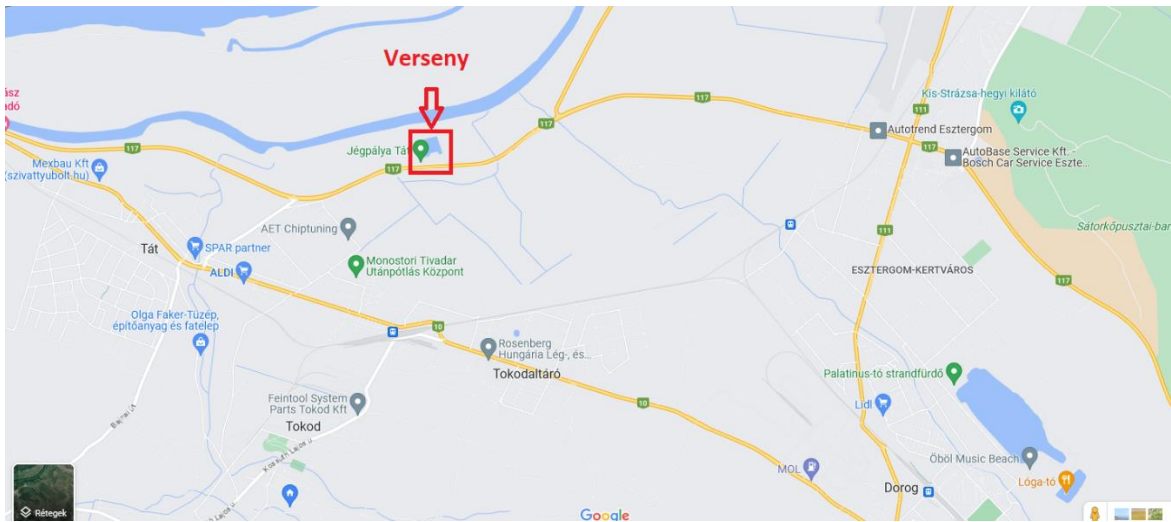 Verseny
ász
adó
117
117
111
Kis-Strázsa-hegyi kilátó
Autotrend Esztergom
117
AutoBase Service Kft. -
Bosch Car Service Eszte...
117
Jégpálya Tát
117
Mexbau Kft
(szivattyubolt.hu)
AET Chiptuning
Sátorkőpusztai-bar
Tát
SPAR partner
111
Monostori Tivadar
Utánpótlás Központ
ALDI
ESZTERGOM-KERTVÁROS
117
Olga Faker-Tüzép,
építőanyag és fatelep
10
Rosenberg
Hungária Lég-, és...
Tokodaltáró
Palatinus-tó strandfürdő
Feintool System
Parts Tokod Kft
10
Lidl
Tokod
Öböl Music Beach
MOL
Lóga-tó
Dorog
Rétegek
Google